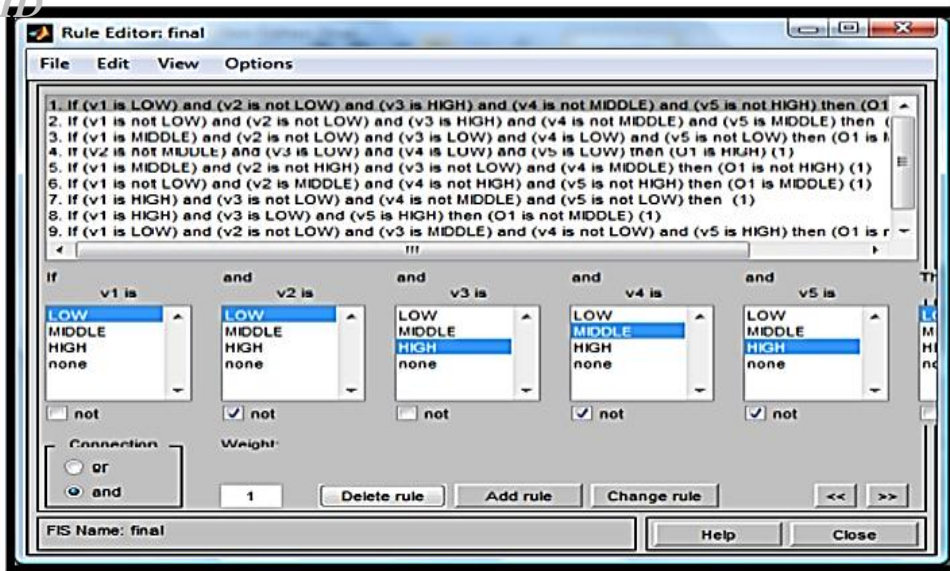 Rule Editor: final
File Edit View Options
1. If (v1 is LOW) and (v2 is not LOW) and (v3 is HIGH) and (v4 is not MIDDLE) and (v5 is not HIGH) then (O1
2. If (v1 is not LOW) and (v2 is not LOW) and (v3 is HIGH) and (v4 is not MIDDLE) and (v5 is MIDDLE) then (
3. If (v1 is MIDDLE) and (v2 is not LOW) and (v3 is LOW) and (v4 is LOW) and (v5 is not LOW) then (O1 is
4. If (v2 is not MIDDLE) and (v3 is LOW) and (v4 is LOW) and (v5 is LOW) then (O1 is HIGH) (1)
5. If (v1 is MIDDLE) and (v2 is not HIGH) and (v3 is not LOW) and (v4 is MIDDLE) then (O1 is not HIGH) (1)
6. If (v1 is not LOW) and (v2 is MIDDLE) and (v4 is not HIGH) and (v5 is not HIGH) then (O1 is MIDDLE) (1)
7. If (v1 is HIGH) and (v3 is not LOW) and (v4 is not MIDDLE) and (v5 is not LOW) then (1)
8. If (v1 is HIGH) and (v3 is LOW) and (v5 is HIGH) then (O1 is not MIDDLE) (1)
9. If (v1 is LOW) and (v2 is not LOW) and (v3 is MIDDLE) and (v4 is not LOW) and (v5 is HIGH) then (O1 is
If and and and and
v1 is v2 is v3 is v4 is v5 is
LOW LOW LOW LOW LOW
MIDDLE MIDDLE MIDDLE MIDDLE MIDDLE
HIGH HIGH HIGH HIGH HIGH
none none none none none
not not not not not
Connection Weight:
or
and 1 Delete rule Add rule Change rule << >>
FIS Name: final Help Close